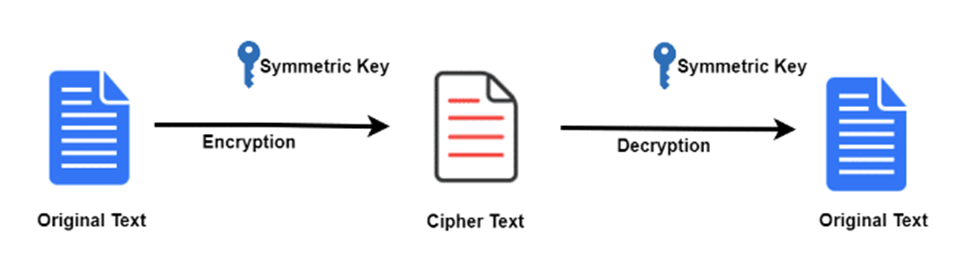 Symmetric Key
Symmetric Key
Encryption
Decryption
Original Text
Cipher Text
Original Text